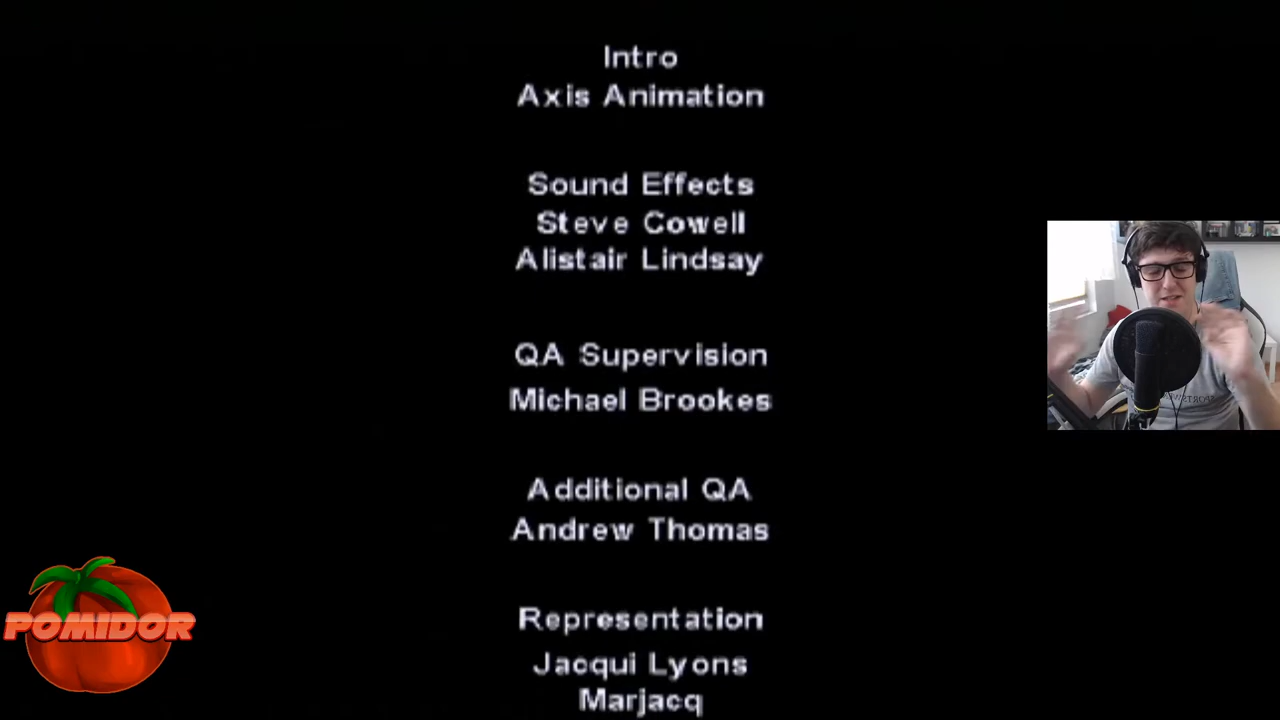 Intro
Axis Animation
Sound Effects
Steve Cowell
Alistair Lindsay
QA Supervision
Michael Brookes
Additional QA
Andrew Thomas
Representation
Jacqui Lyons
Marjacq
POMIDOR